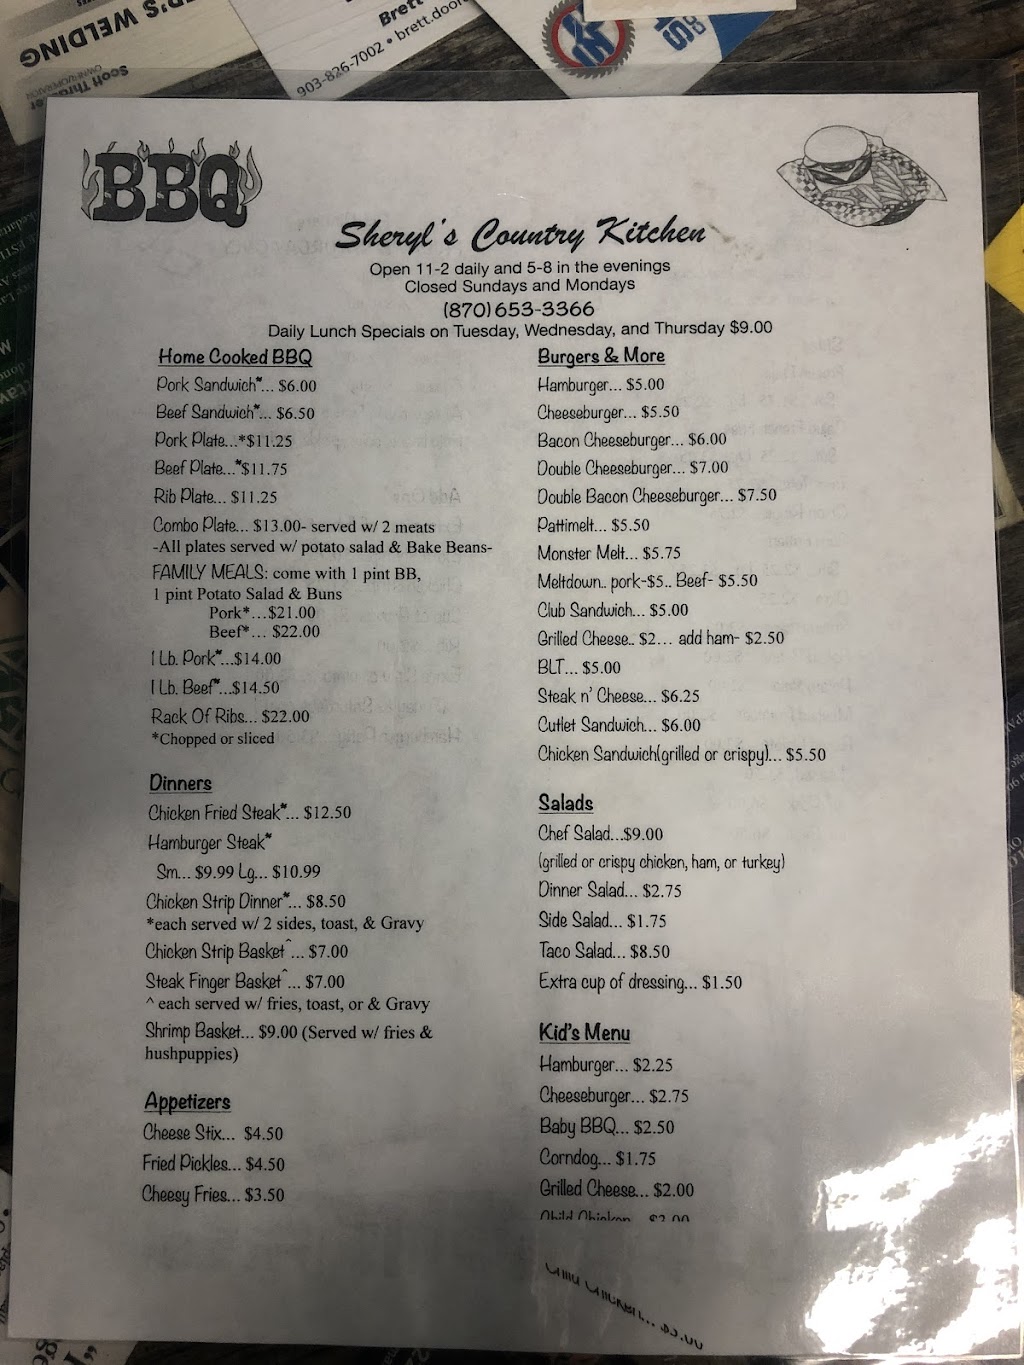 WELDING
Brett
903-826-7002 • brett.door
BBQ
Sheryl's Country Kitchen
Open 11-2 daily and 5-8 in the evenings
Closed Sundays and Mondays
(870)653-3366
Daily Lunch Specials on Tuesday, Wednesday, and Thursday $9.00
Home Cooked BBQ
Pork Sandwich*... $6.00
Beef Sandwich*... $6.50
Pork Plate...*$11.25
Beef Plate...*$11.75
Rib Plate... $11.25
Combo Plate... $13.00- served w/ 2 meats
-All plates served w/ potato salad & Bake Beans-
FAMILY MEALS: come with 1 pint BB,
1 pint Potato Salad & Buns
Pork*...$21.00
Beef*... $22.00
1 Lb. Pork*...$14.00
1 Lb. Beef*...$14.50
Rack Of Ribs... $22.00
*Chopped or sliced
Dinners
Chicken Fried Steak*... $12.50
Hamburger Steak*
Sm... $9.99 Lg... $10.99
Chicken Strip Dinner*... $8.50
*each served w/ 2 sides, toast, & Gravy
Chicken Strip Basket^... $7.00
Steak Finger Basket^... $7.00
^ each served w/ fries, toast, or & Gravy
Shrimp Basket... $9.00 (Served w/ fries &
hushpuppies)
Appetizers
Cheese Stix... $4.50
Fried Pickles... $4.50
Cheesy Fries... $3.50
Burgers & More
Hamburger... $5.00
Cheeseburger... $5.50
Bacon Cheeseburger... $6.00
Double Cheeseburger... $7.00
Double Bacon Cheeseburger... $7.50
Pattimelt... $5.50
Monster Melt... $5.75
Meltdown.. pork-$5.. Beef- $5.50
Club Sandwich... $5.00
Grilled Cheese.. $2... add ham- $2.50
BLT... $5.00
Steak n' Cheese... $6.25
Cutlet Sandwich... $6.00
Chicken Sandwich(grilled or crispy)... $5.50
Salads
Chef Salad...$9.00
(grilled or crispy chicken, ham, or turkey)
Dinner Salad... $2.75
Side Salad... $1.75
Taco Salad... $8.50
Extra cup of dressing... $1.50
Kid's Menu
Hamburger... $2.25
Cheeseburger... $2.75
Baby BBQ... $2.50
Corndog... $1.75
Grilled Cheese... $2.00